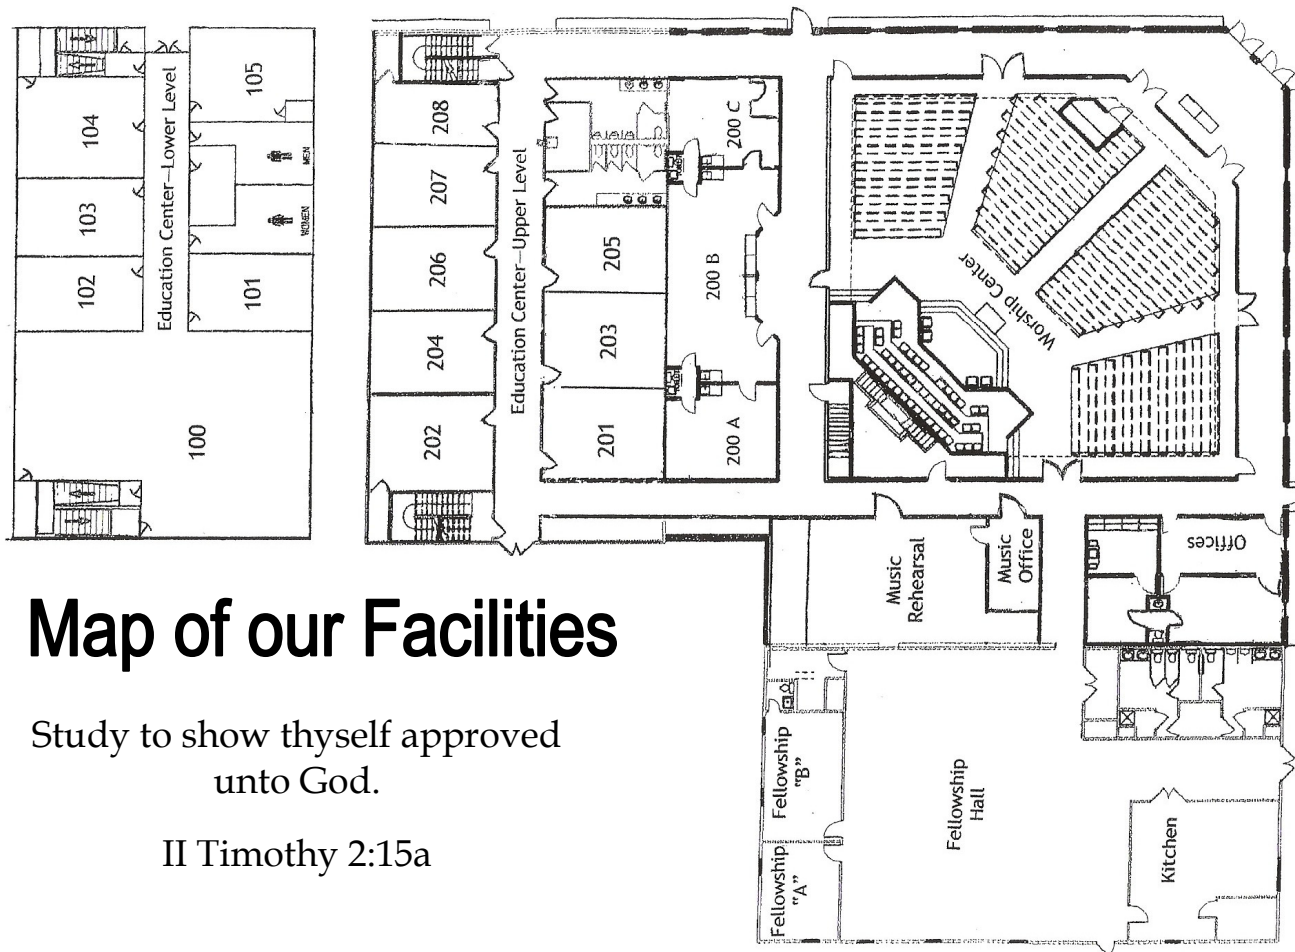 Education Center–Lower Level
104
103
102
105
MEN
WOMEN
101
100
Education Center–Upper Level
208
207
206
204
202
205
203
201
200 C
200 B
200 A
Worship Center
Music
Rehearsal
Music
Office
Offices
Fellowship
"B"
Fellowship
"A"
Fellowship
Hall
Kitchen
Map of our Facilities
Study to show thyself approved
unto God.
II Timothy 2:15a